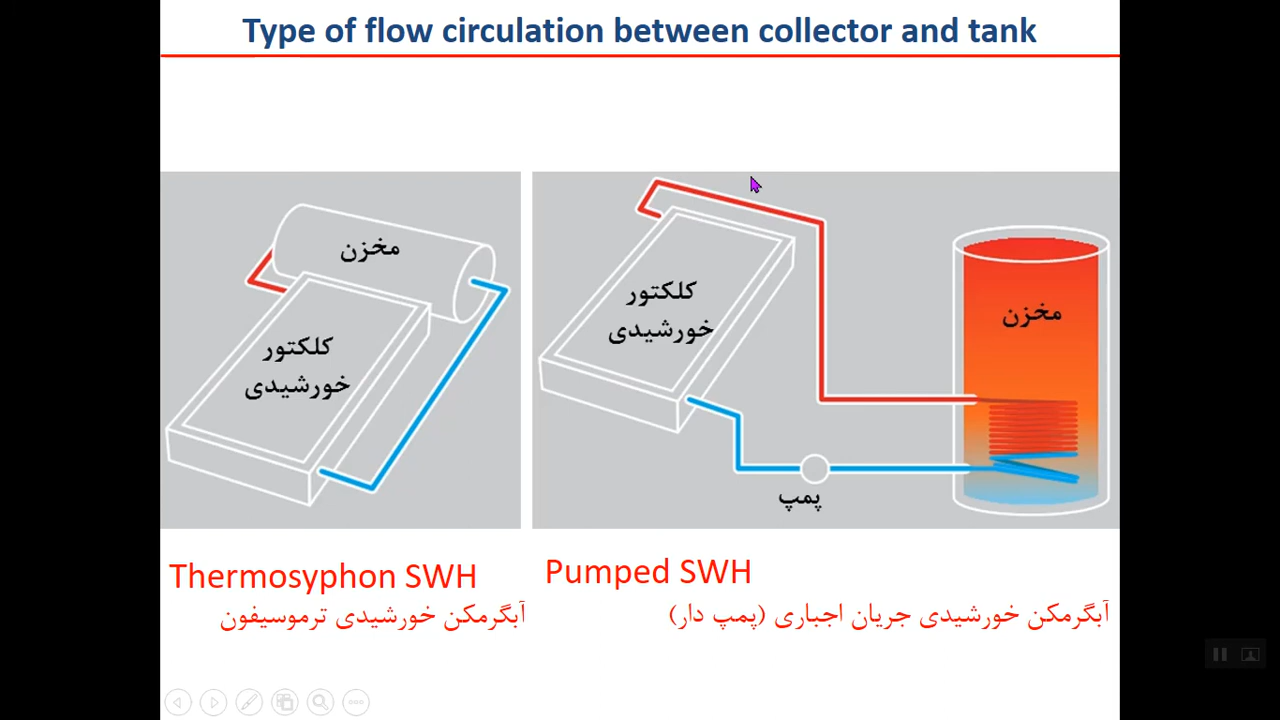 Type of flow circulation between collector and tank
مخزن
کلکتور
خورشیدی
کلکتور
خورشیدی
مخزن
پمپ
Thermosyphon SWH
آبگرمکن خورشیدی ترموسیفون
Pumped SWH
آبگرمکن خورشیدی جریان اجباری (پمپ دار)